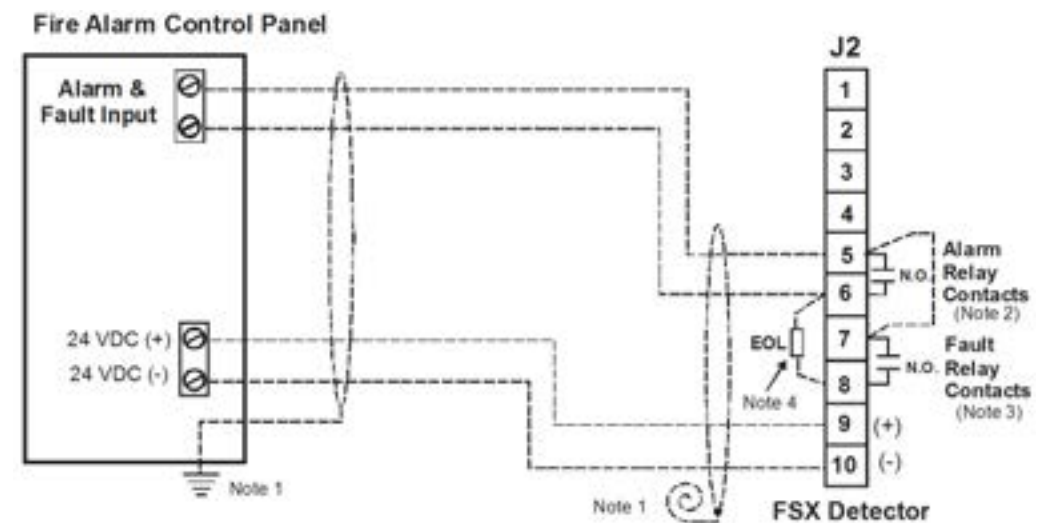 Fire Alarm Control Panel
Alarm &
Fault Input
24 VDC (+)
24 VDC (-)
Note 1
Note 1
J2
1
2
3
4
5
6
7
8
9
10
(+)
(-)
N.O.
Alarm
Relay
Contacts
(Note 2)
EOL
Note 4
N.O.
Fault
Relay
Contacts
(Note 3)
FSX Detector